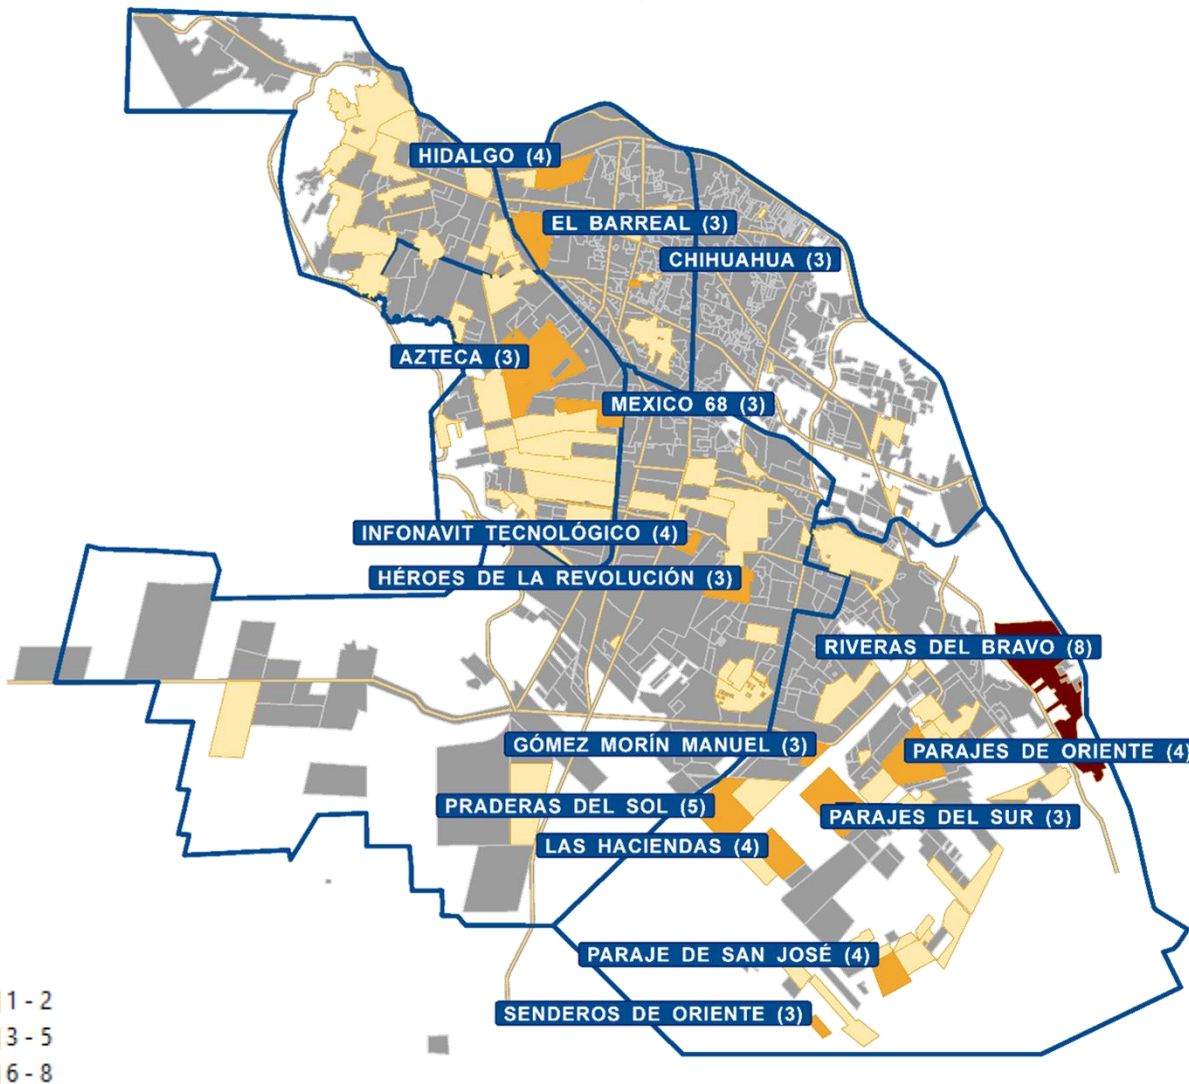 HIDALGO (4)
EL BARREAL (3)
CHIHUAHUA (3)
AZTECA (3)
MEXICO 68 (3)
INFONAVIT TECNOLÓGICO (4)
HÉROES DE LA REVOLUCIÓN (3)
RIVERAS DEL BRAVO (8)
GÓMEZ MORÍN MANUEL (3)
PARAJES DE ORIENTE (4)
PRADERAS DEL SOL (5)
PARAJES DEL SUR (3)
LAS HACIENDAS (4)
PARAJE DE SAN JOSÉ (4)
SENDEROS DE ORIENTE (3)
1 - 2
3 - 5
6 - 8